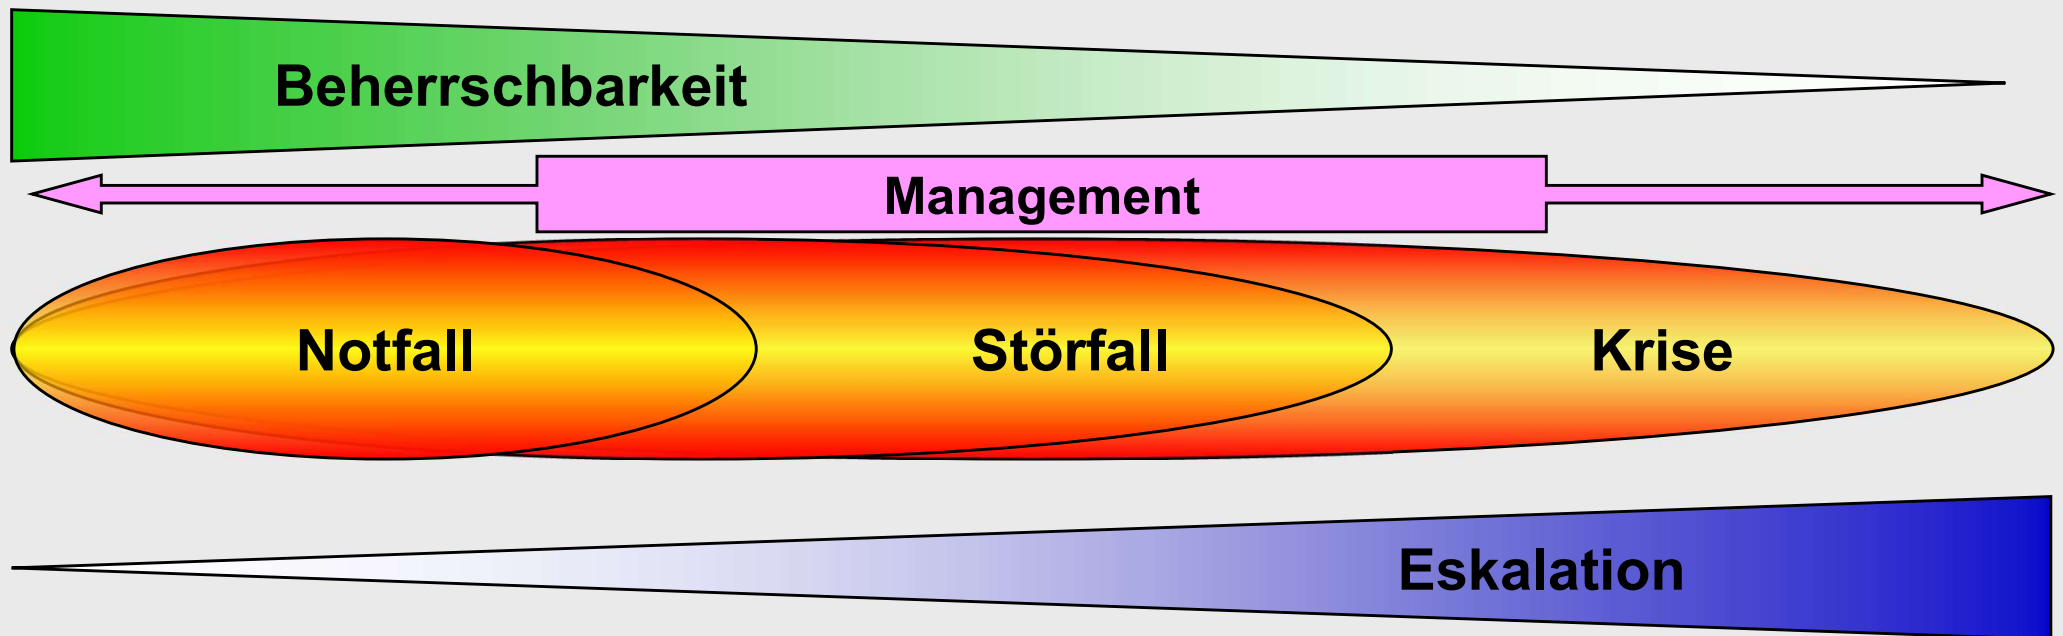 Beherrschbarkeit
Management
Notfall
Störfall
Krise
Eskalation